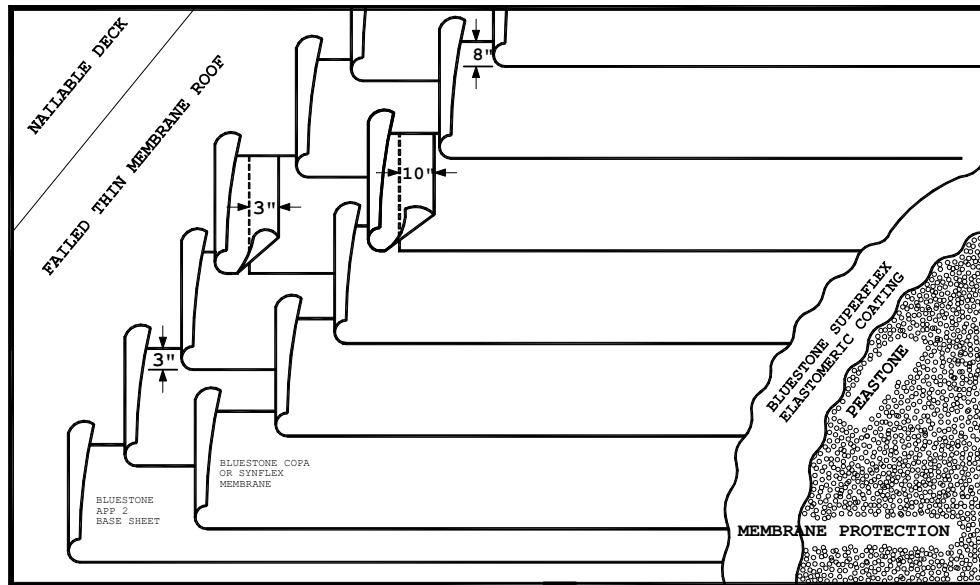 NAILABLE DECK
FAILED THIN MEMBRANE ROOF
8"
10"
3"
3"
BLUESTONE COPA
OR SYNFLEX
MEMBRANE
BLUESTONE
APP 2
BASE SHEET
BLUESTONE SUPERFLEX
ELASTOMERIC COATING
PEASTONE
MEMBRANE PROTECTION